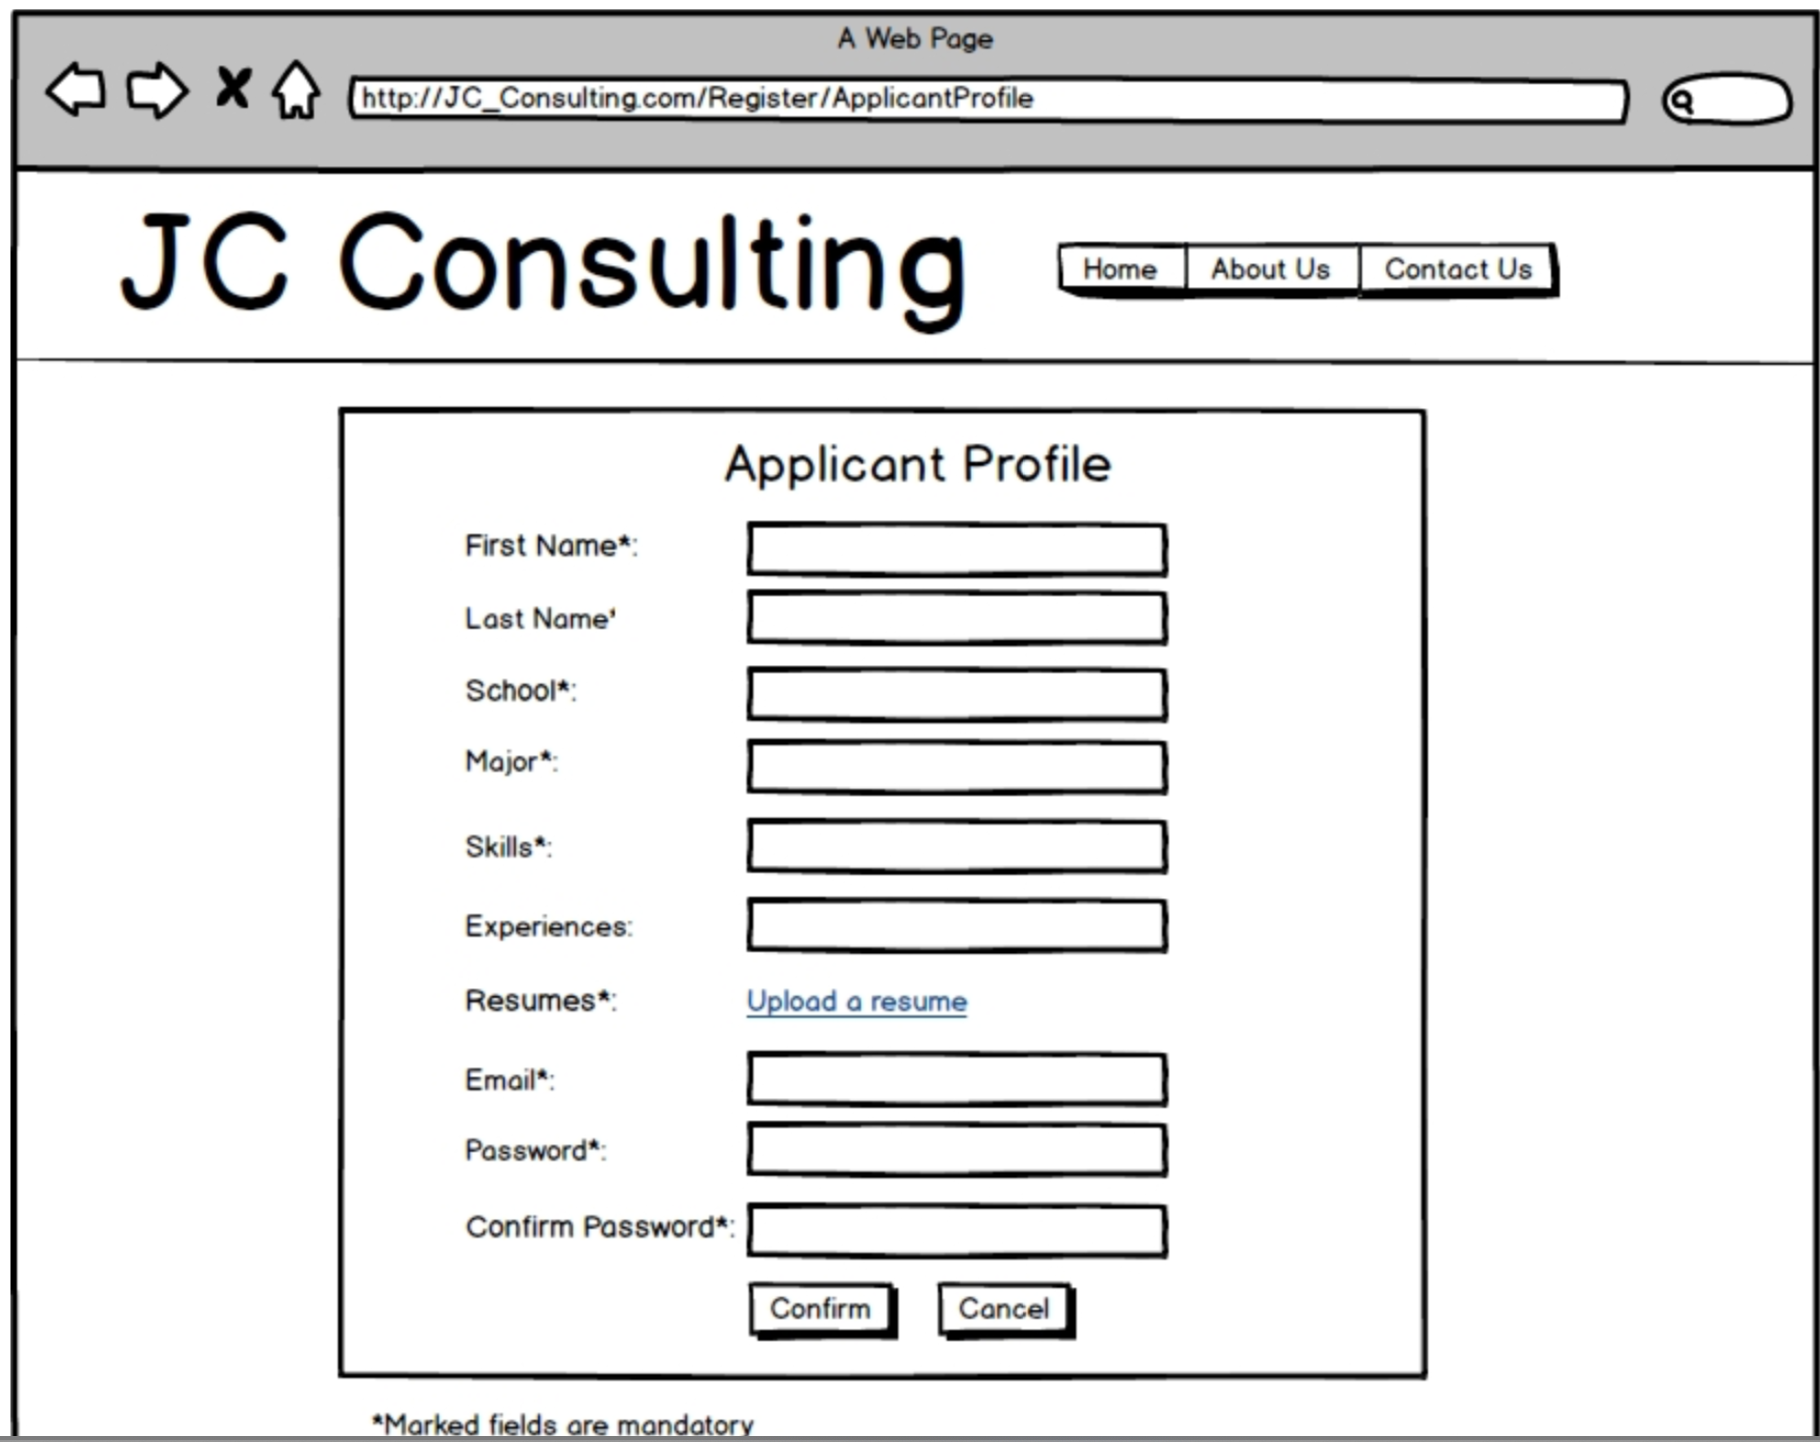 A Web Page
http://JC_Consulting.com/Register/ApplicantProfile
JC Consulting
Home About Us Contact Us
Applicant Profile
First Name*:
Last Name'
School*:
Major*:
Skills*:
Experiences:
Resumes*: Upload a resume
Email*:
Password*:
Confirm Password*:
Confirm Cancel
*Marked fields are mandatory